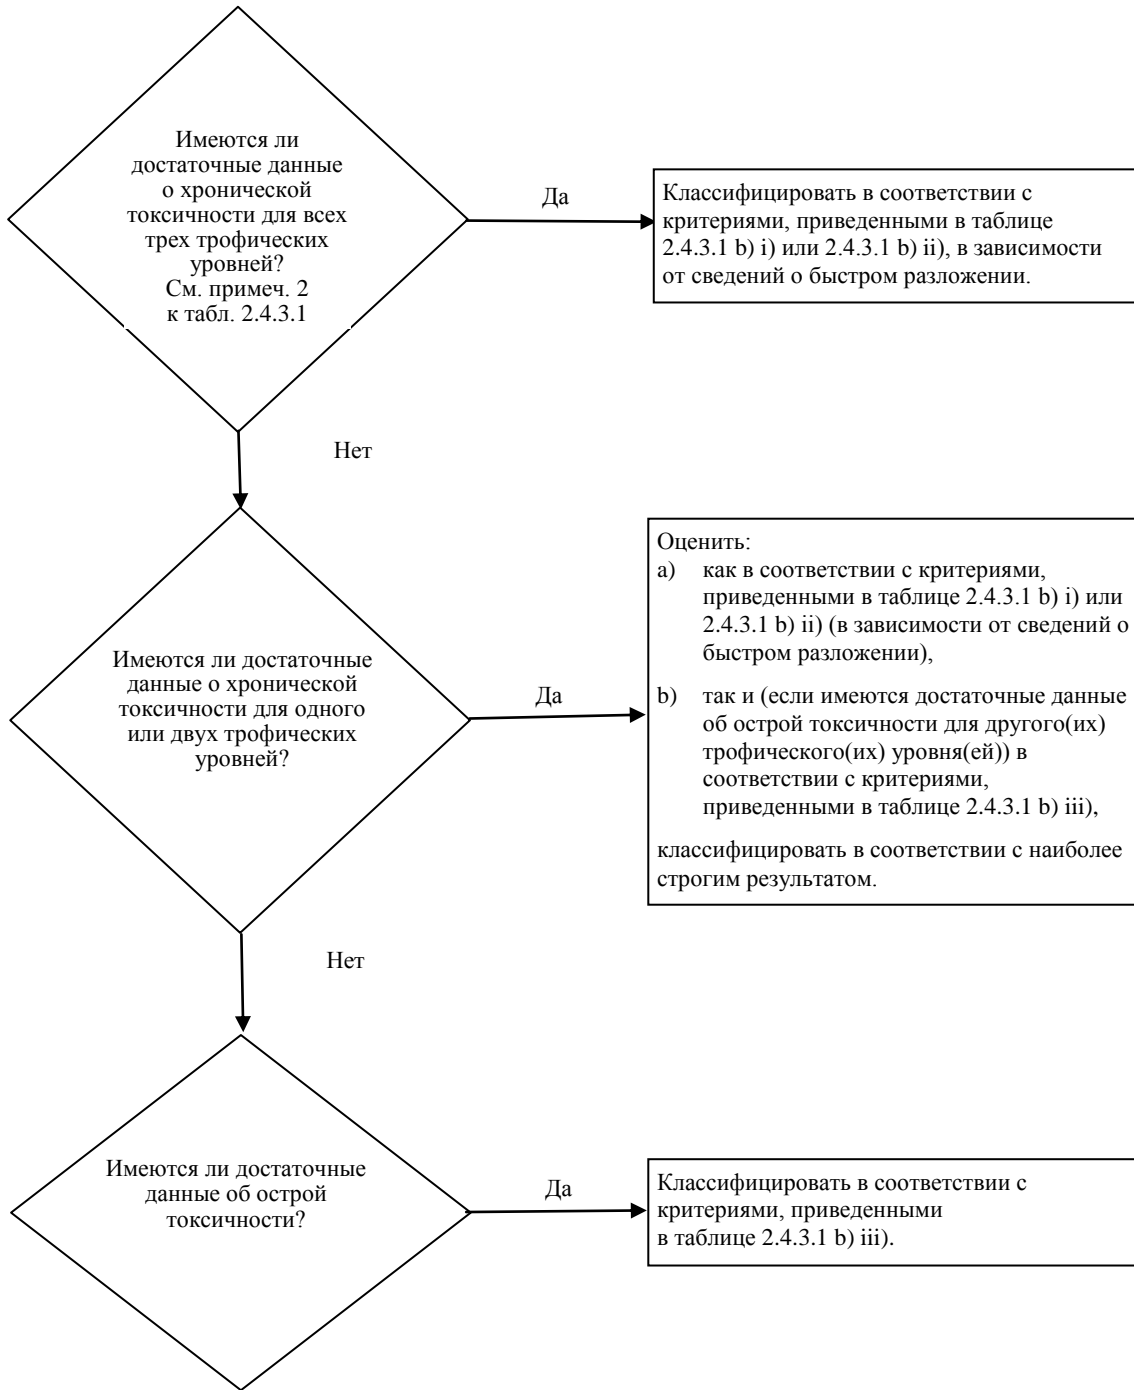 Имеются ли
достаточные данные
о хронической
токсичности для всех
трех трофических
уровней?
См. примеч. 2
к табл. 2.4.3.1
Да
Классифицировать в соответствии с
критериями, приведенными в таблице
2.4.3.1 b) i) или 2.4.3.1 b) ii), в зависимости
от сведений о быстром разложении.
Нет
Имеются ли достаточные
данные о хронической
токсичности для одного
или двух трофических
уровней?
Да
Оценить:
a) как в соответствии с критериями,
приведенными в таблице 2.4.3.1 b) i) или
2.4.3.1 b) ii) (в зависимости от сведений о
быстром разложении),
b) так и (если имеются достаточные данные
об острой токсичности для другого(их)
трофического(их) уровня(ей)) в
соответствии с критериями,
приведенными в таблице 2.4.3.1 b) iii),
классифицировать в соответствии с наиболее
строгим результатом.
Нет
Имеются ли достаточные
данные об острой
токсичности?
Да
Классифицировать в соответствии с
критериями, приведенными
в таблице 2.4.3.1 b) iii).